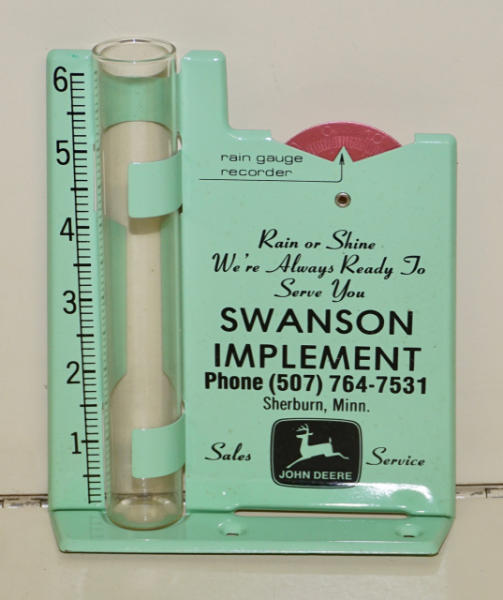 6
5
4
3
2
1
rain gauge
recorder
Rain or Shine
We're Always Ready To
Serve You
SWANSON
IMPLEMENT
Phone (507) 764-7531
Sherburn, Minn.
Sales
JOHN DEERE
Service